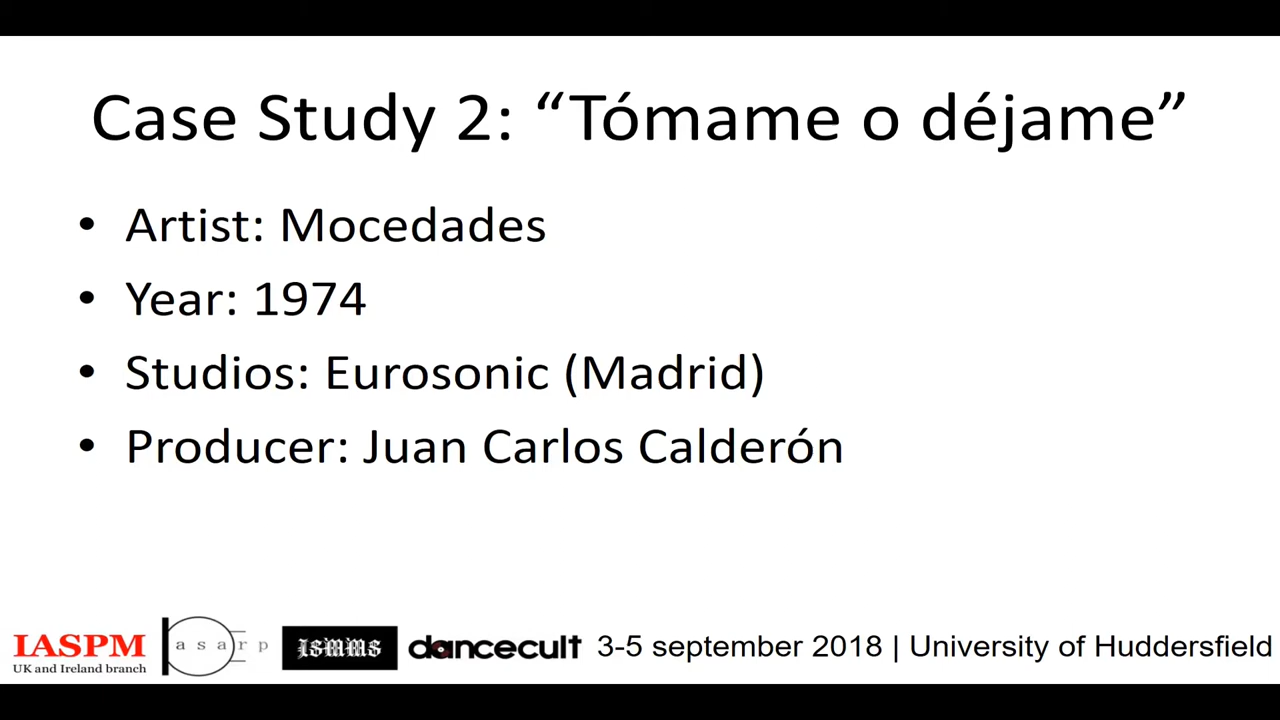 Case Study 2: “Tómame o déjame”
• Artist: Mocedades
• Year: 1974
• Studios: Eurosonic (Madrid)
• Producer: Juan Carlos Calderón
IASPM
UK and Ireland branch
asarp
ISMMS
dancecult
3-5 september 2018 | University of Huddersfield